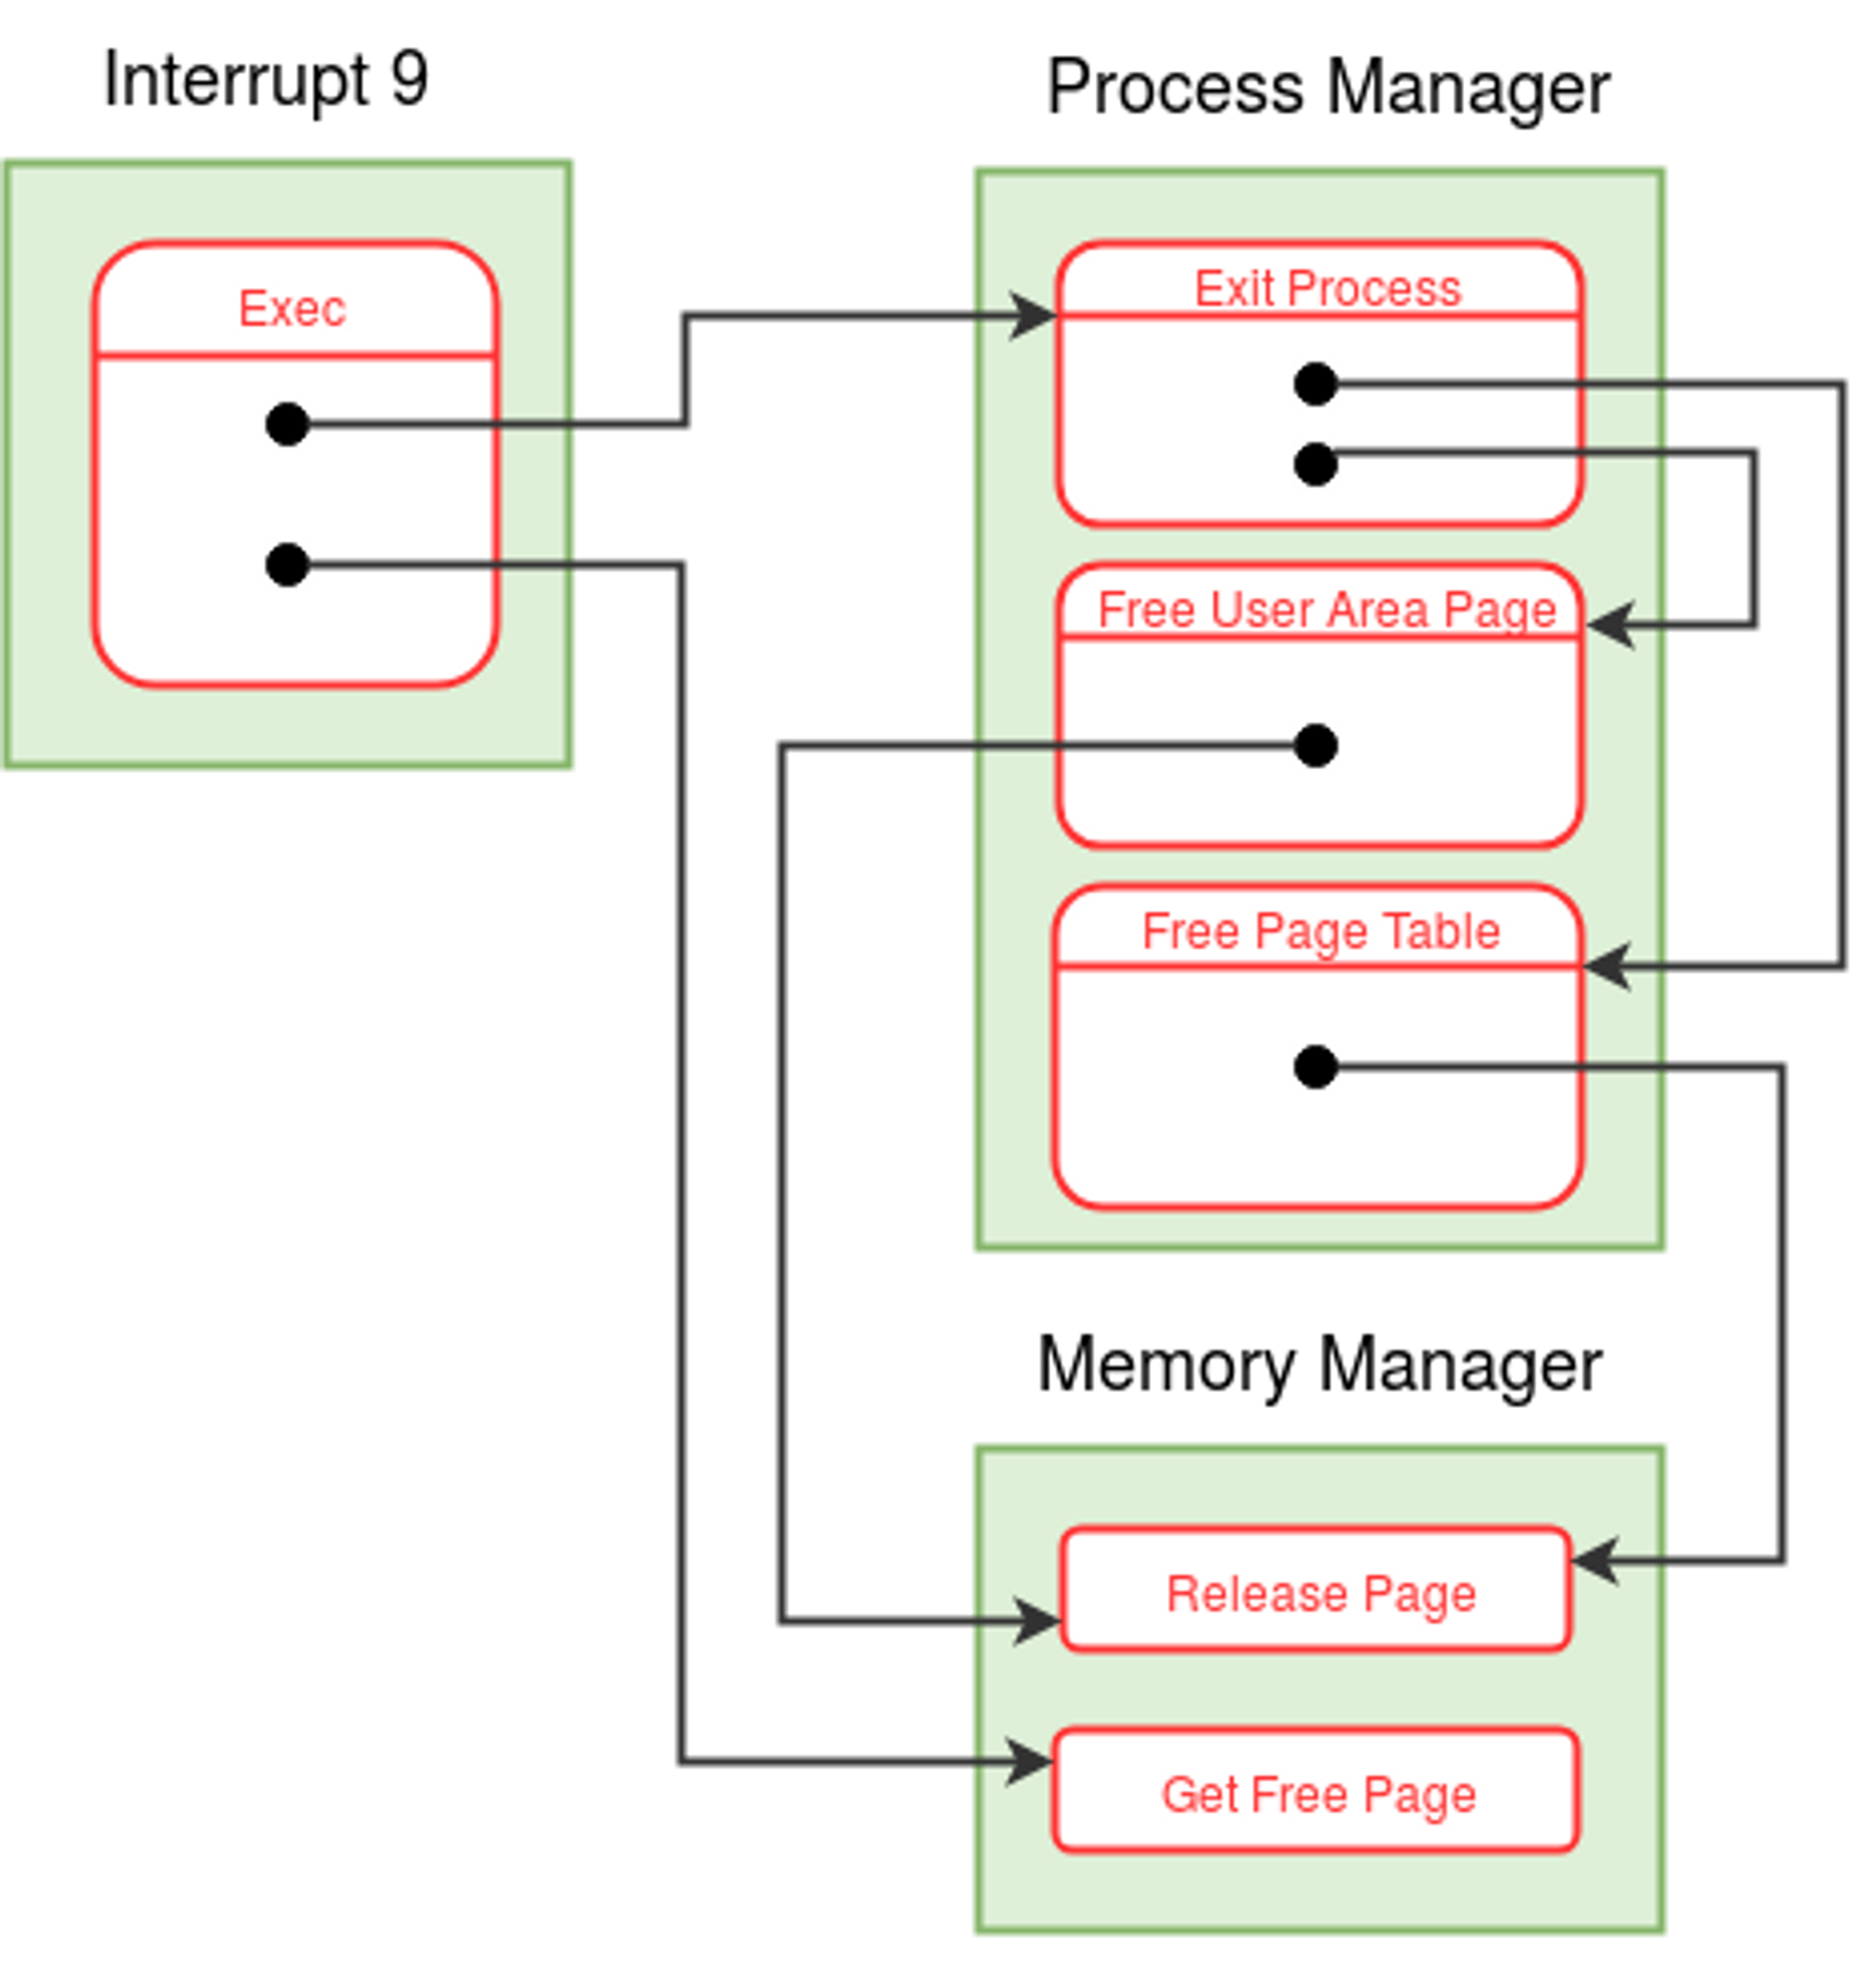 Interrupt 9
Exec
Process Manager
Exit Process
Free User Area Page
Free Page Table
Memory Manager
Release Page
Get Free Page